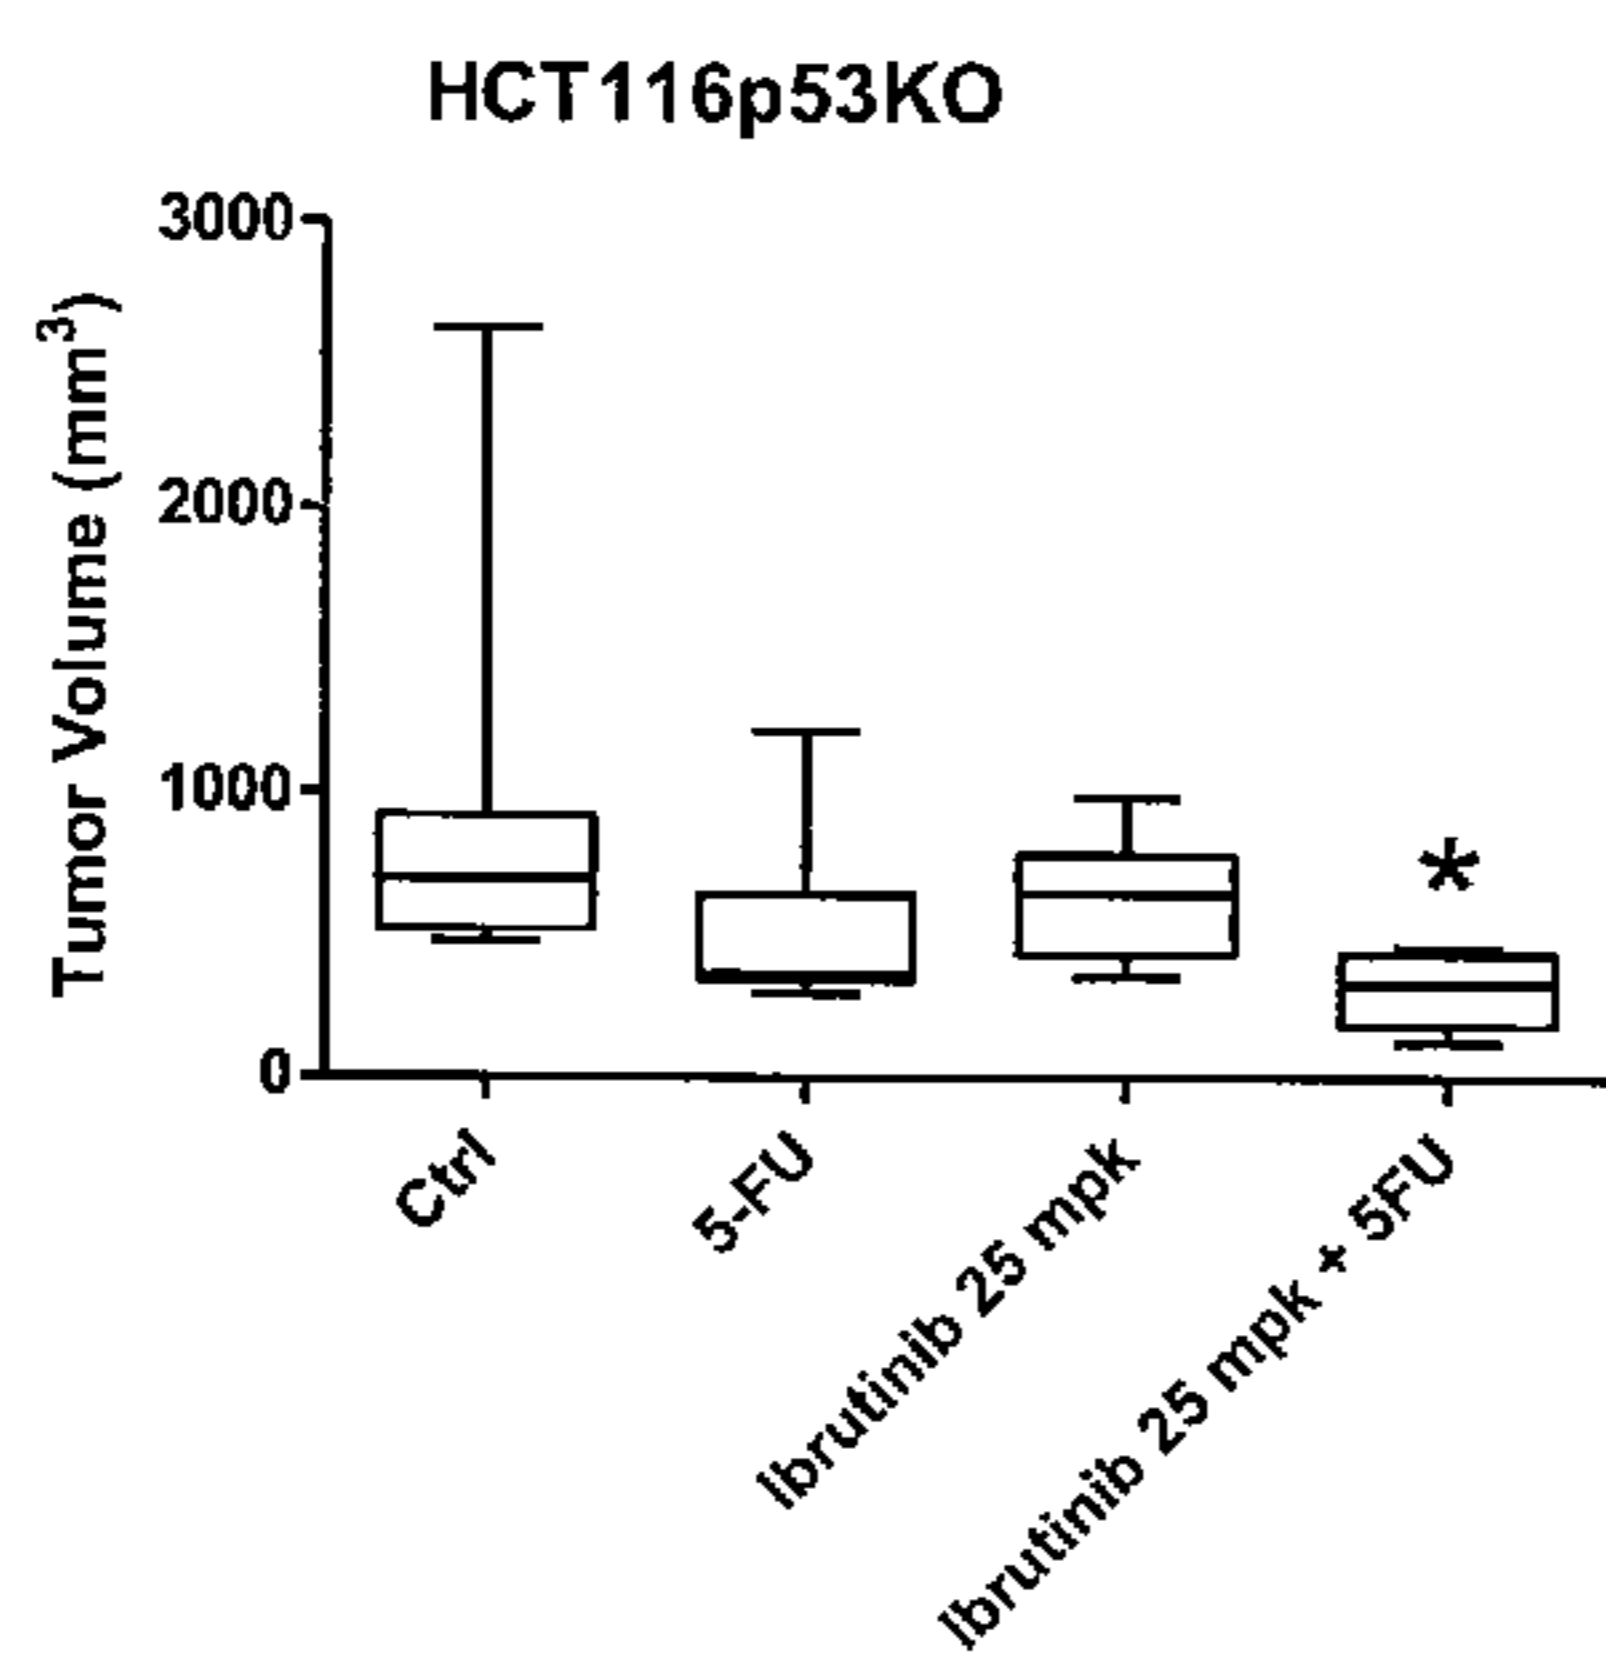 HCT116p53KO
Tumor Volume (mm³)
3000
2000
1000
0
*
Ctrl
5-FU
Ibrutinib 25 mpk
Ibrutinib 25 mpk + 5FU